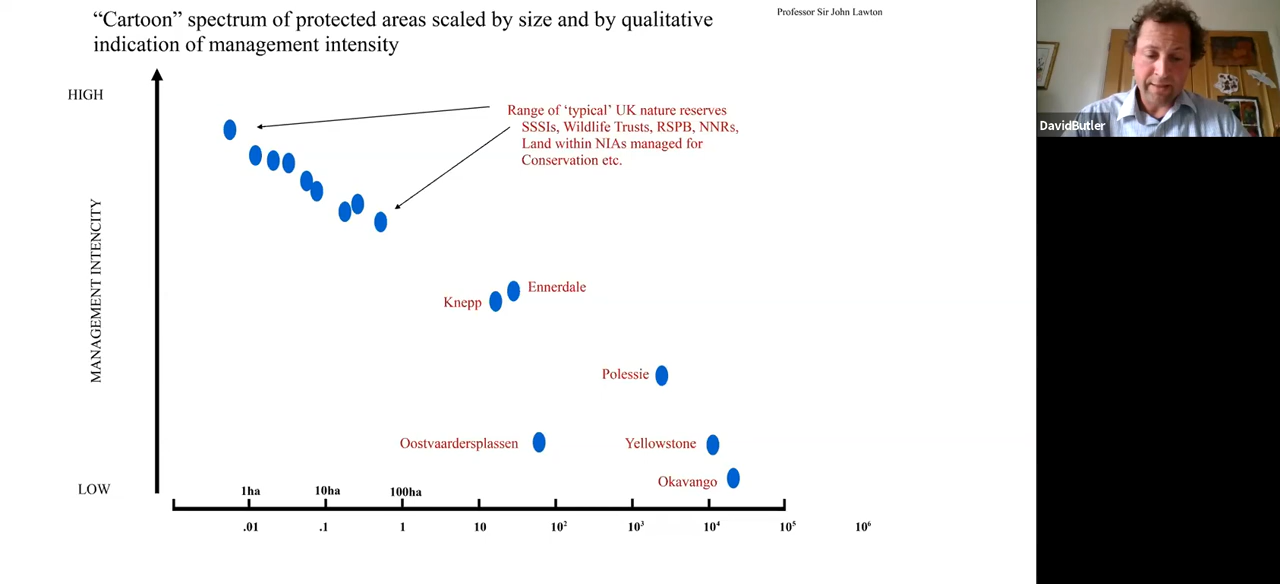 “Cartoon” spectrum of protected areas scaled by size and by qualitative
indication of management intensity
Professor Sir John Lawton
DavidButler
HIGH
Range of ‘typical’ UK nature reserves
SSSIs, Wildlife Trusts, RSPB, NNRs,
Land within NIAs managed for
Conservation etc.
MANAGEMENT INTENCITY
Ennerdale
Knepp
Polessie
Oostvaardersplassen
Yellowstone
Okavango
LOW
1ha 10ha 100ha
.01 .1 1 10 10² 10³ 10⁴ 10⁵ 10⁶